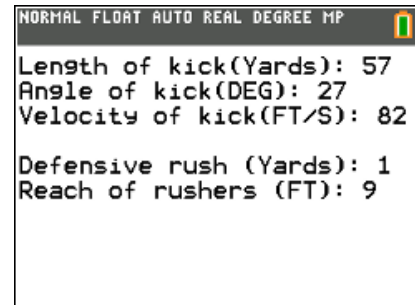 NORMAL FLOAT AUTO REAL DEGREE MP
Length of kick(Yards): 57
Angle of kick(DEG): 27
Velocity of kick(FT/S): 82
Defensive rush (Yards): 1
Reach of rushers (FT): 9